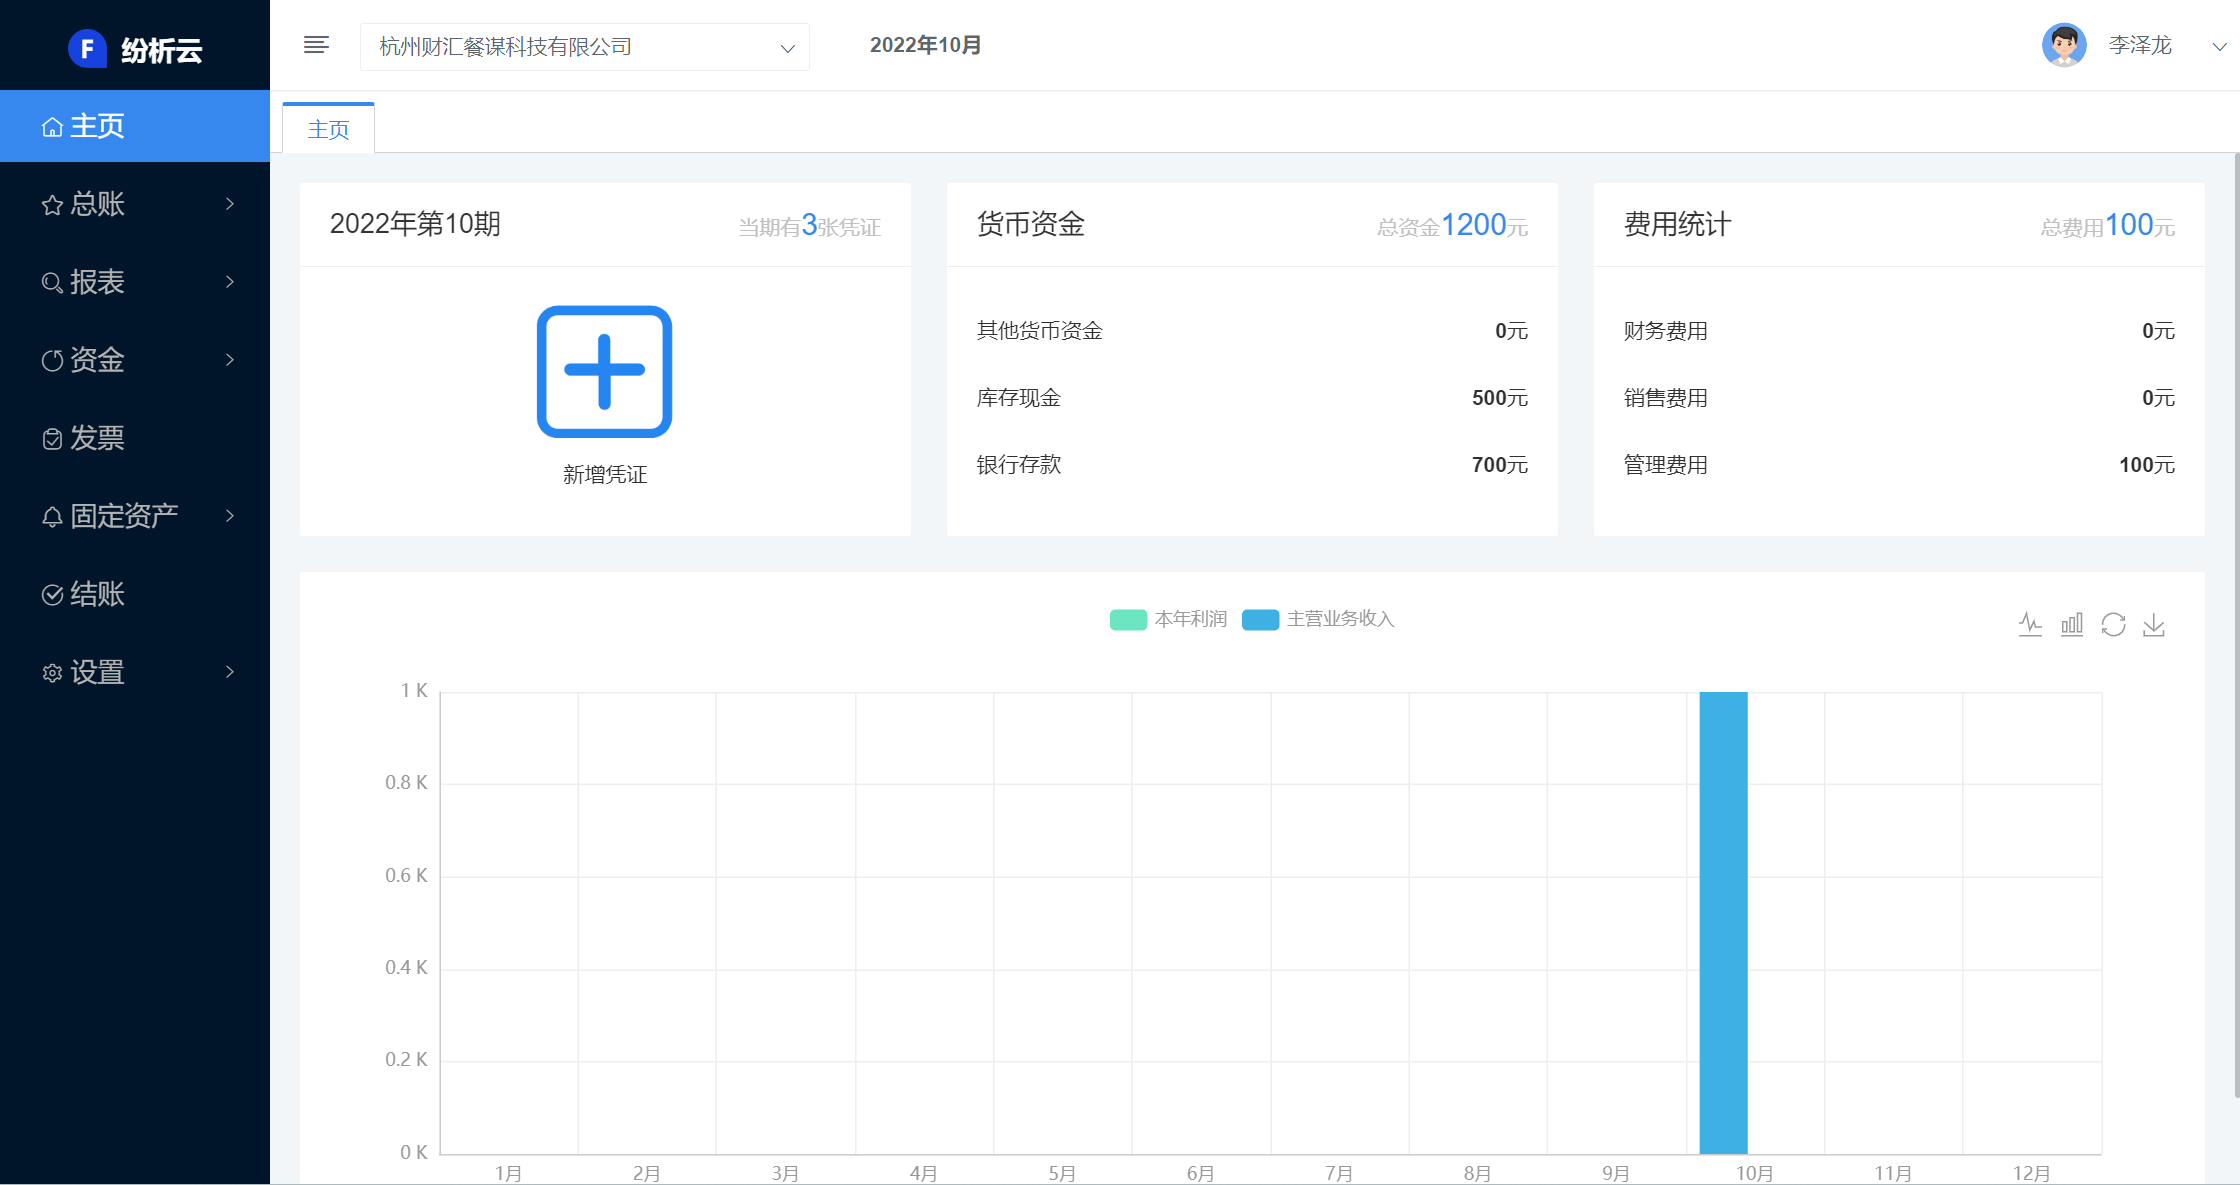 F 纷析云
杭州财汇餐谋科技有限公司
2022年10月
李泽龙
主页
总账
报表
资金
发票
固定资产
结账
设置
主页
2022年第10期
当期有3张凭证
新增凭证
货币资金
总资金1200元
其他货币资金 0元
库存现金 500元
银行存款 700元
费用统计
总费用100元
财务费用 0元
销售费用 0元
管理费用 100元
本年利润 主营业务收入
1 K
0.8 K
0.6 K
0.4 K
0.2 K
0 K
1月 2月 3月 4月 5月 6月 7月 8月 9月 10月 11月 12月